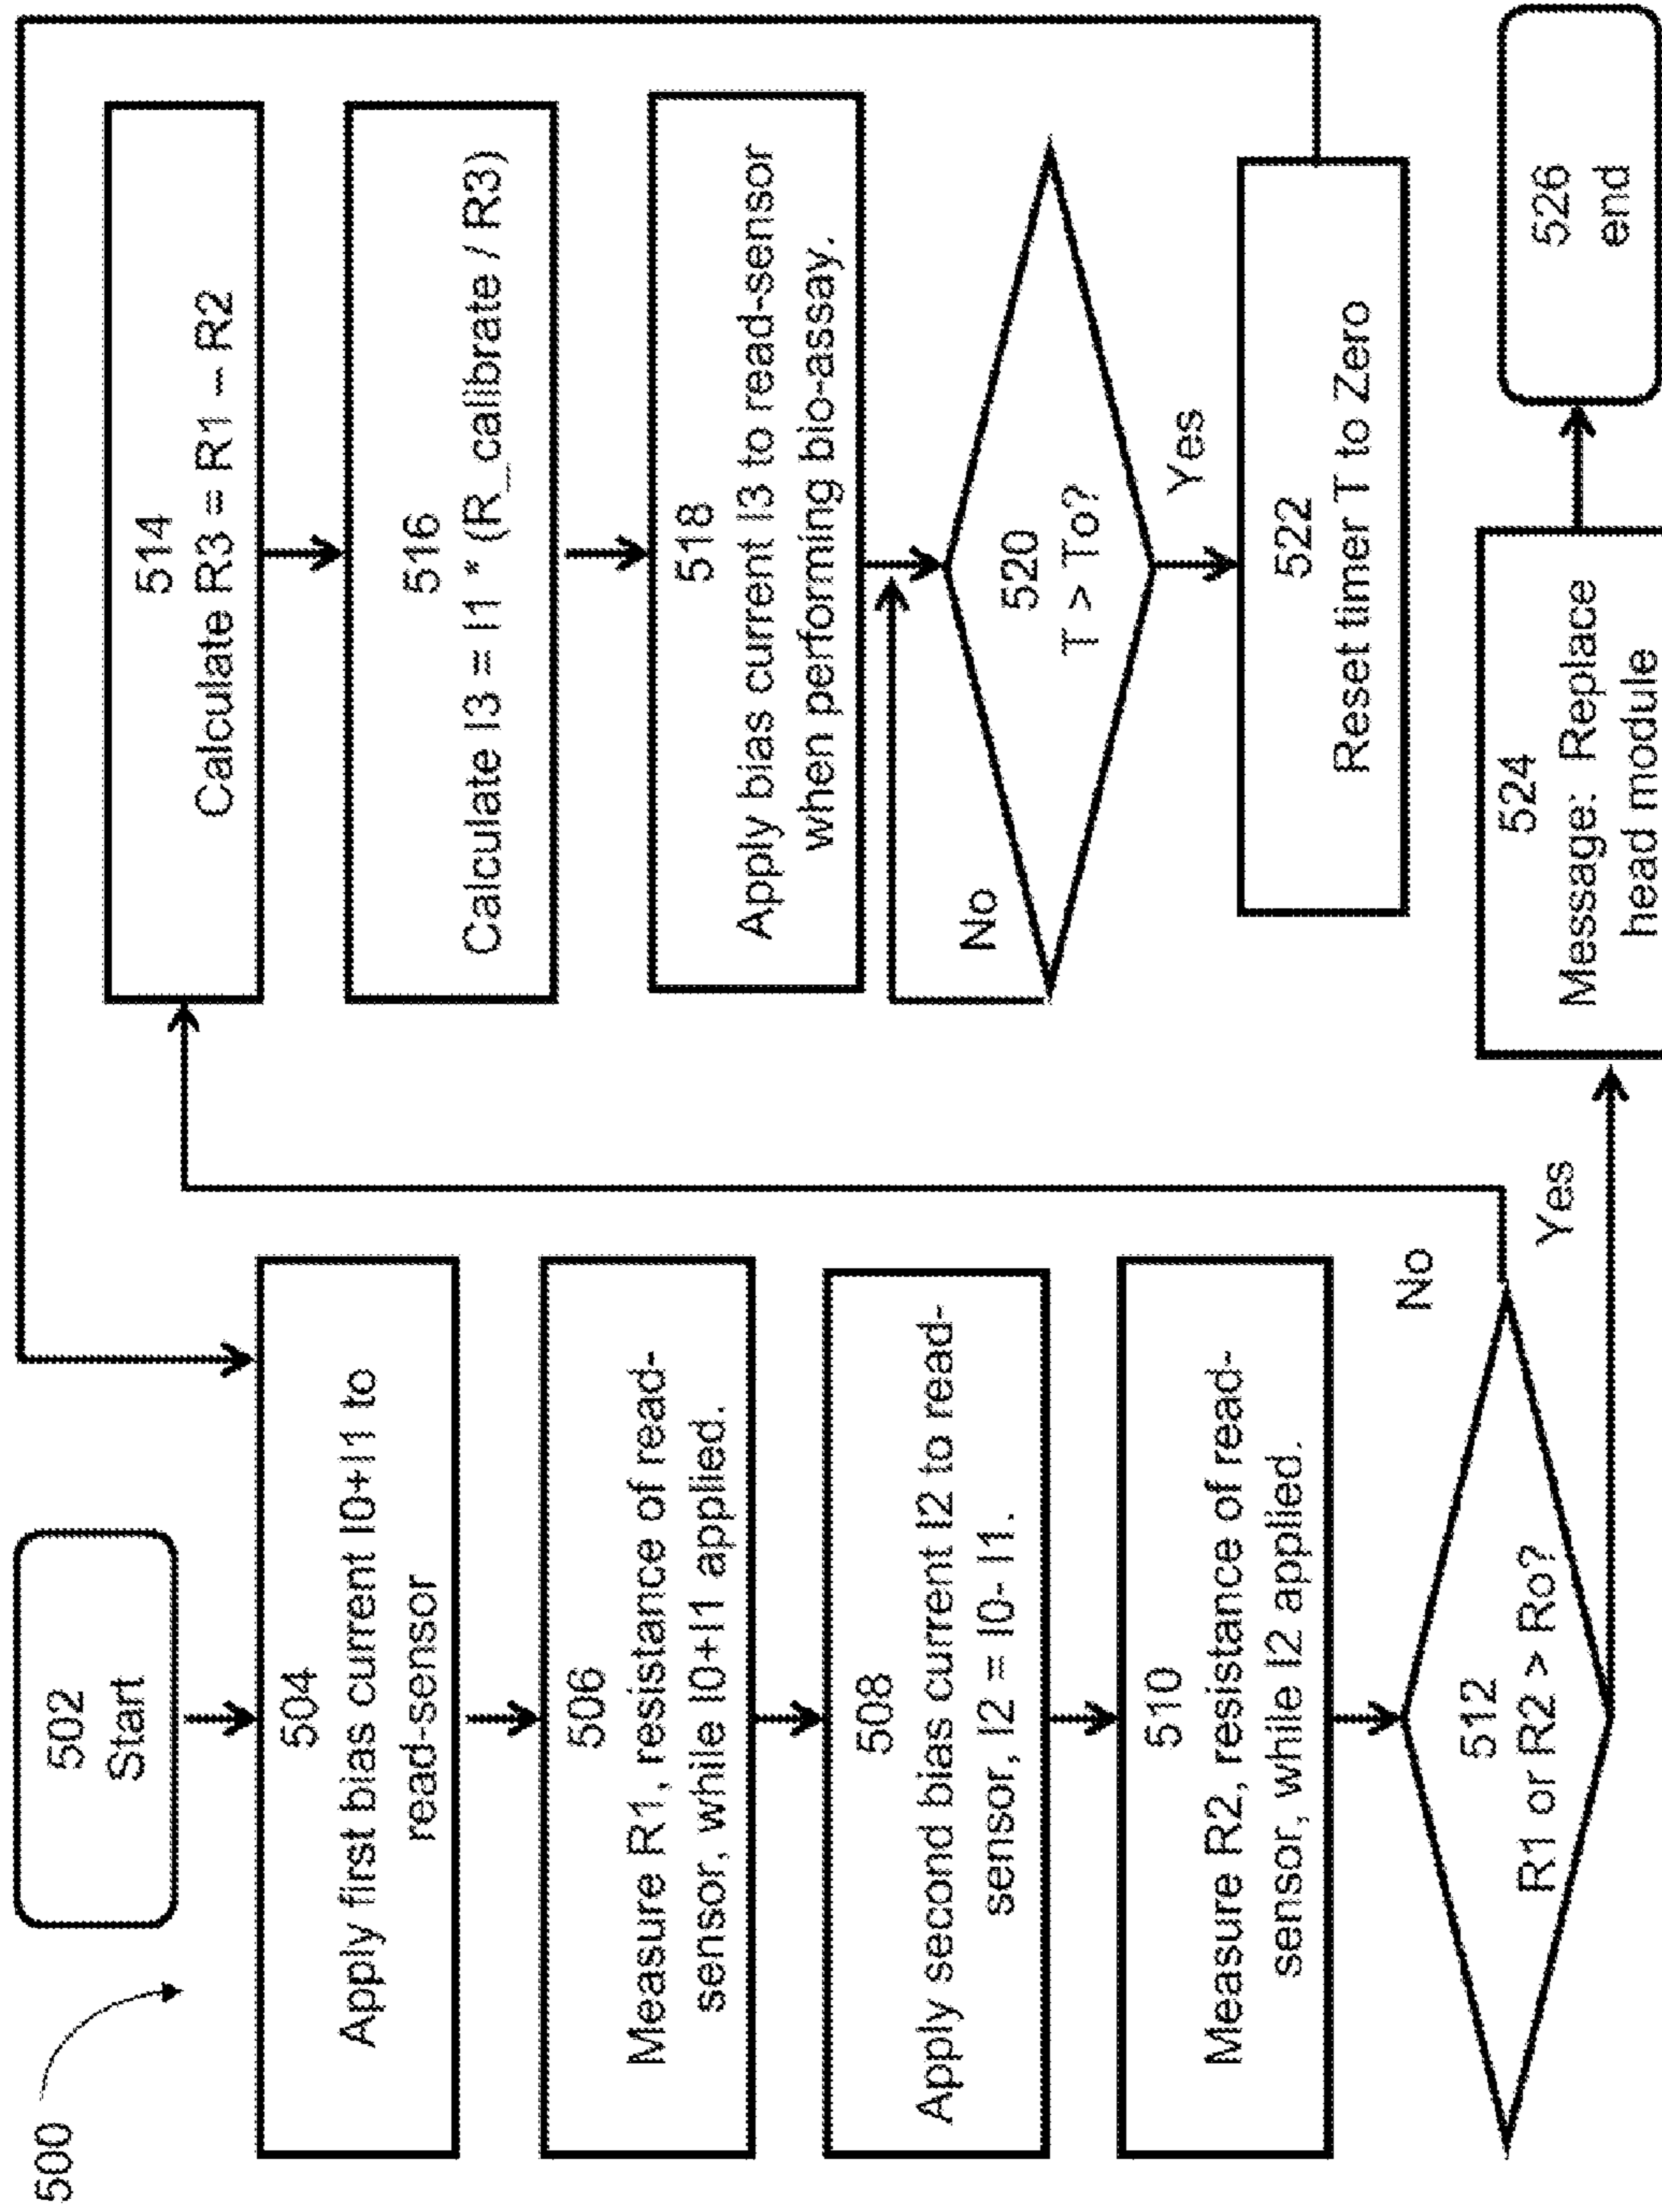 500
502
Start
504
Apply first bias current I0+I1 to
read-sensor
506
Measure R1, resistance of read-
sensor, while I0+I1 applied.
508
Apply second bias current I2 to read-
sensor, I2 = I0- I1.
510
Measure R2, resistance of read-
sensor, while I2 applied.
512
R1 or R2 > Ro?
No
Yes
514
Calculate R3 = R1 – R2
516
Calculate I3 = I1 * (R_calibrate / R3)
518
Apply bias current I3 to read-sensor
when performing bio-assay.
520
T > To?
No
Yes
522
Reset timer T to Zero
524
Message: Replace
head module
526
end